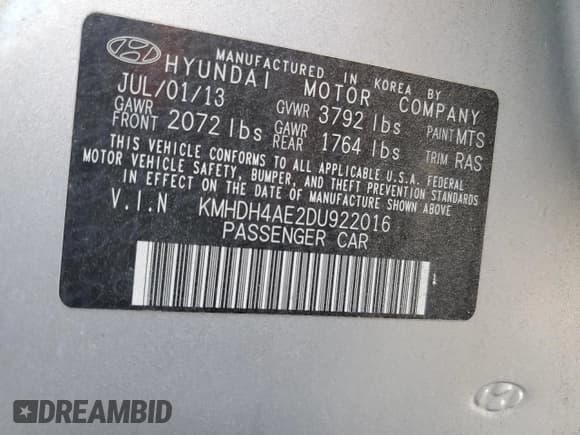 MANUFACTURED IN KOREA BY
HYUNDAI MOTOR COMPANY
JUL/01/13 GVWR 3792 lbs PAINT MTS
GAWR FRONT 2072 lbs GAWR REAR 1764 lbs TRIM RAS
THIS VEHICLE CONFORMS TO ALL APPLICABLE U.S.A. FEDERAL
MOTOR VEHICLE SAFETY, BUMPER, AND THEFT PREVENTION STANDARDS
IN EFFECT ON THE DATE OF MANUFACTURE SHOWN ABOVE
V.I.N KMHDH4AE2DU922016
PASSENGER CAR
1
DREAMBID